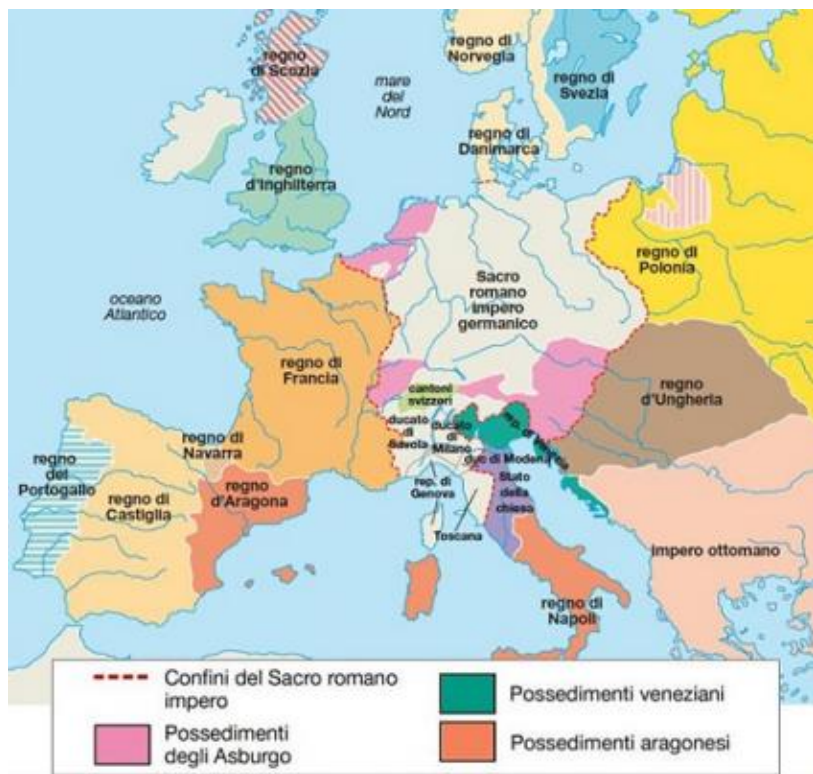 regno
di Scozia
mare
del
Nord
regno di
Norvegia
regno di
Svezia
regno di
Danimarca
regno
d'Inghilterra
oceano
Atlantico
Sacro
romano
impero
germanico
regno di
Polonia
regno di
Francia
cantoni
svizzeri
regno
d'Ungheria
ducato
di
Savoia
ducato
di
Milano
rep. di Venezia
duc. di Modena
regno di
Navarra
regno
del
Portogallo
regno di
Castiglia
regno
d'Aragona
rep. di
Genova
Stato
della
chiesa
Toscana
impero ottomano
regno di
Napoli
Confini del Sacro romano
impero
Possedimenti
degli Asburgo
Possedimenti veneziani
Possedimenti aragonesi